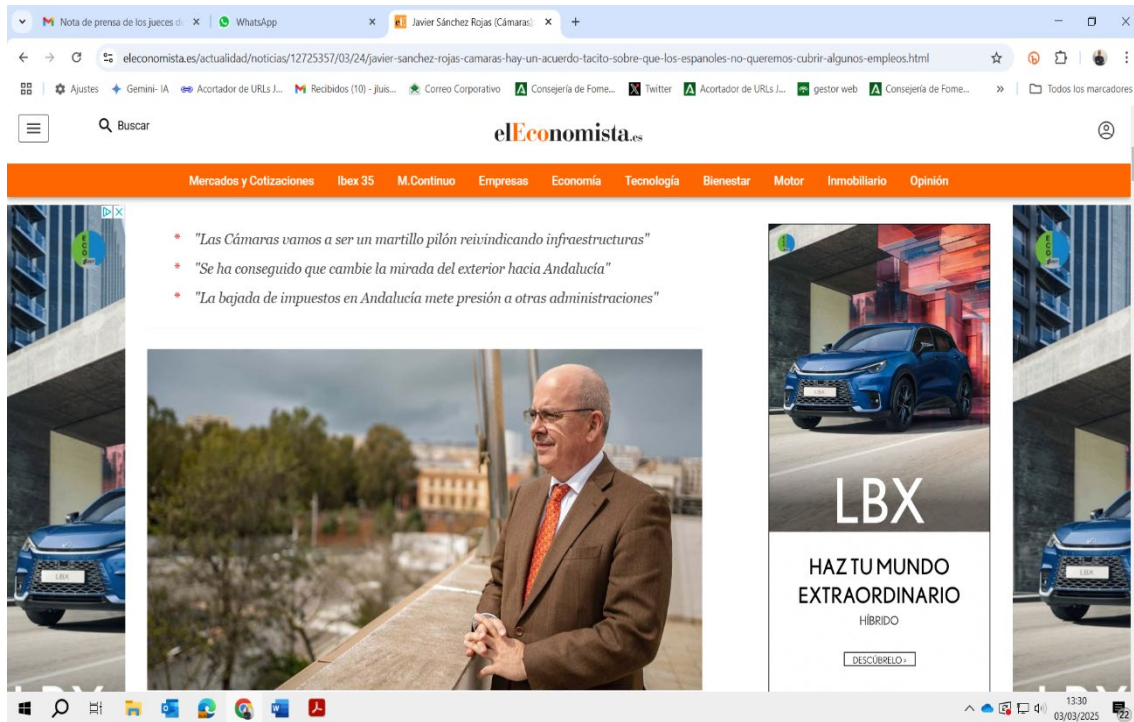 Nota de prensa de los jueces d
WhatsApp
Javier Sánchez Rojas (Cámaras)
eleconomista.es/actualidad/noticias/12725357/03/24/javier-sanchez-rojas-camaras-hay-un-acuerdo-tacito-sobre-que-los-espanoles-no-queremos-cubrir-algunos-empleos.html
Ajustes Gemini- IA Acortador de URLs J... Recibidos (10) - jluis... Correo Corporativo Consejería de Fome... Twitter Acortador de URLs J... gestor web Consejería de Fome... » Todos los marcadores
Buscar
elEconomista.es
Mercados y Cotizaciones Ibex 35 M.Continuo Empresas Economía Tecnología Bienestar Motor Inmobiliario Opinión
* "Las Cámaras vamos a ser un martillo pilón reivindicando infraestructuras"
* "Se ha conseguido que cambie la mirada del exterior hacia Andalucía"
* "La bajada de impuestos en Andalucía mete presión a otras administraciones"
ECO
ECO
LBX
LBX
LBX
LBX
HAZ TU MUNDO
EXTRAORDINARIO
HÍBRIDO
DESCÚBRELO >
13:30
03/03/2025
22